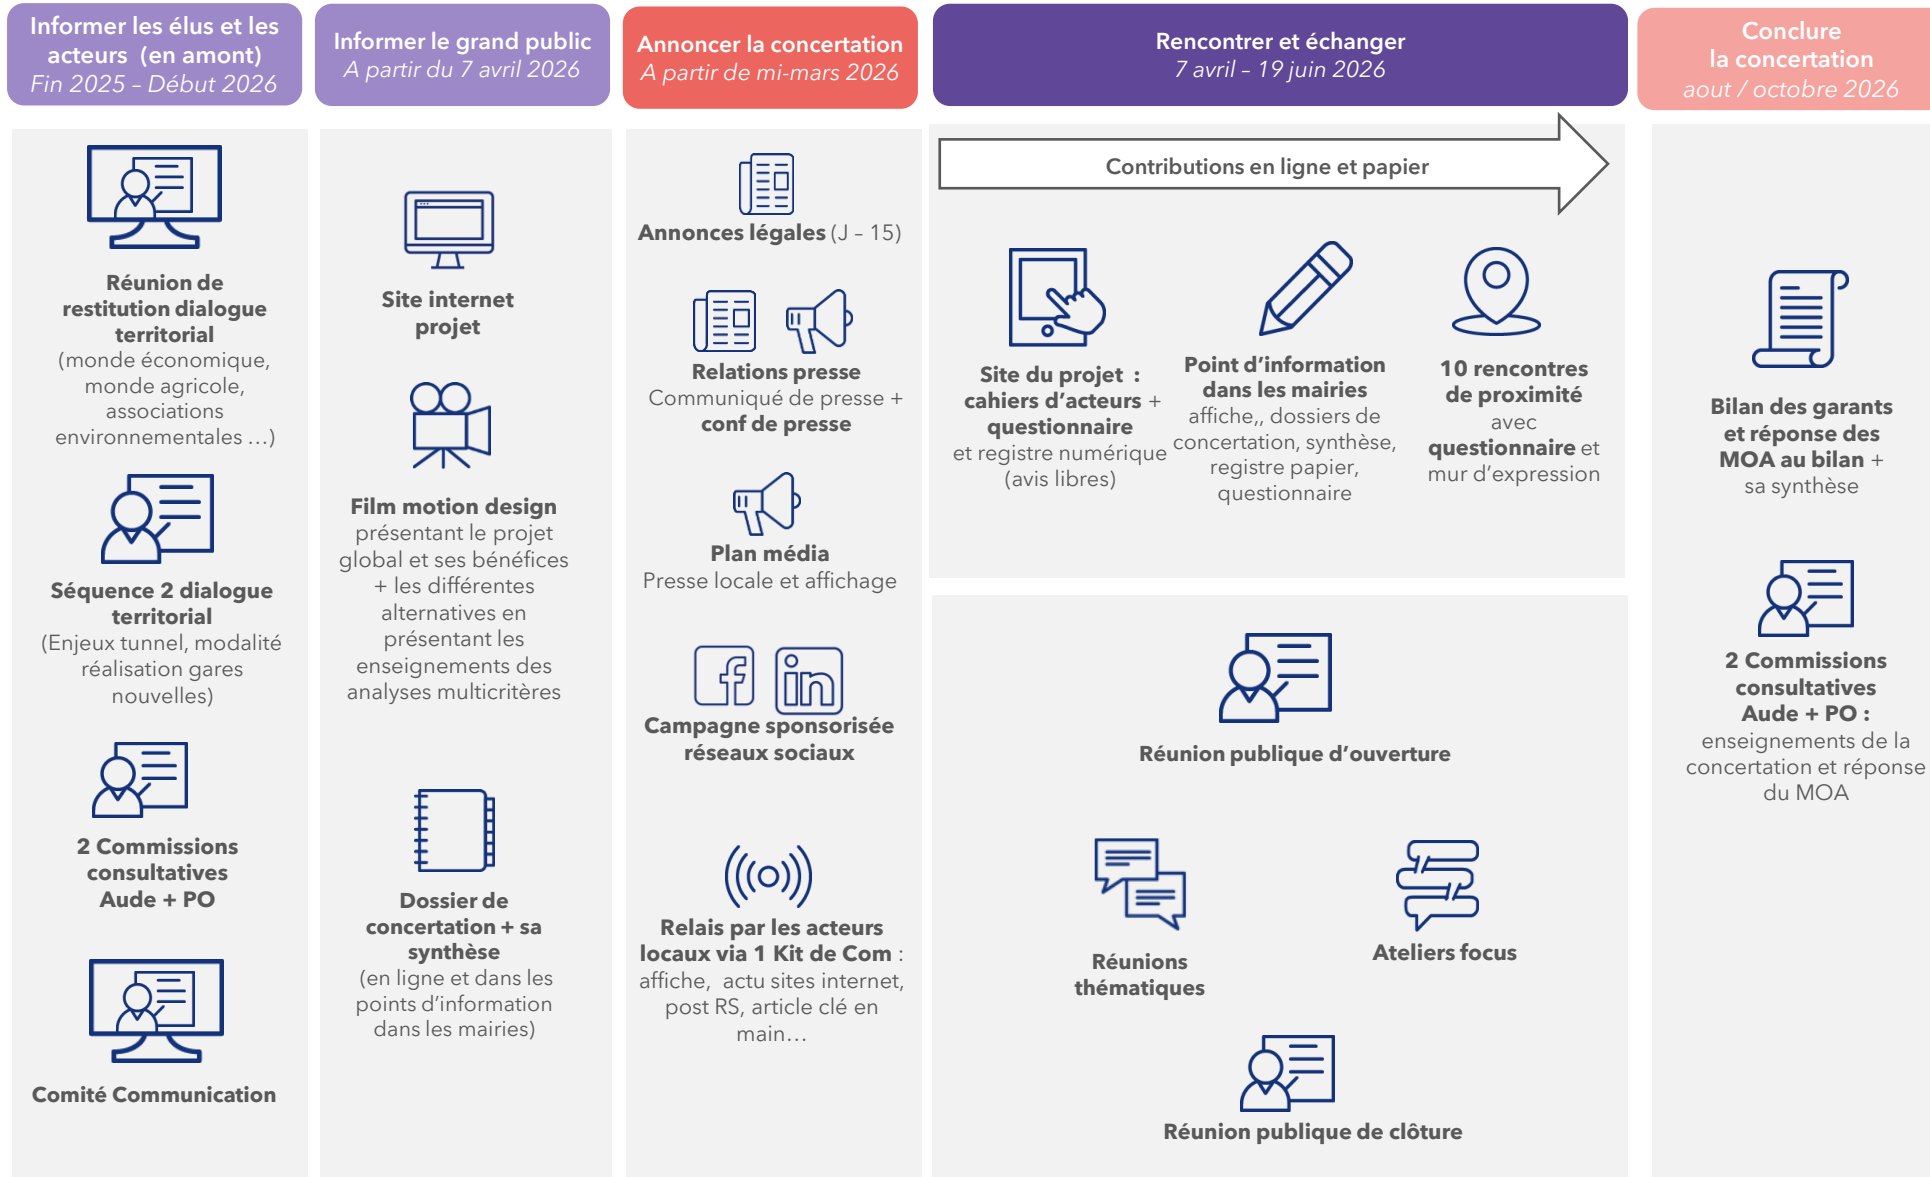 Informer les élus et les
acteurs (en amont)
Fin 2025 – Début 2026
Informer le grand public
A partir du 7 avril 2026
Annoncer la concertation
A partir de mi-mars 2026
Rencontrer et échanger
7 avril – 19 juin 2026
Conclure
la concertation
aout / octobre 2026
Réunion de
restitution dialogue
territorial
(monde économique,
monde agricole,
associations
environnementales …)
Séquence 2 dialogue
territorial
(Enjeux tunnel, modalité
réalisation gares
nouvelles)
2 Commissions
consultatives
Aude + PO
Comité Communication
Site internet
projet
Film motion design
présentant le projet
global et ses bénéfices
+ les différentes
alternatives en
présentant les
enseignements des
analyses multicritères
Dossier de
concertation + sa
synthèse
(en ligne et dans les
points d’information
dans les mairies)
Annonces légales (J – 15)
Relations presse
Communiqué de presse +
conf de presse
Plan média
Presse locale et affichage
f in
Campagne sponsorisée
réseaux sociaux
Relais par les acteurs
locaux via 1 Kit de Com :
affiche, actu sites internet,
post RS, article clé en
main…
Contributions en ligne et papier
Site du projet :
cahiers d’acteurs +
questionnaire
et registre numérique
(avis libres)
Point d’information
dans les mairies
affiche,, dossiers de
concertation, synthèse,
registre papier,
questionnaire
10 rencontres
de proximité
avec
questionnaire et
mur d’expression
Réunion publique d’ouverture
Réunions
thématiques
Ateliers focus
Réunion publique de clôture
Bilan des garants
et réponse des
MOA au bilan +
sa synthèse
2 Commissions
consultatives
Aude + PO :
enseignements de la
concertation et réponse
du MOA